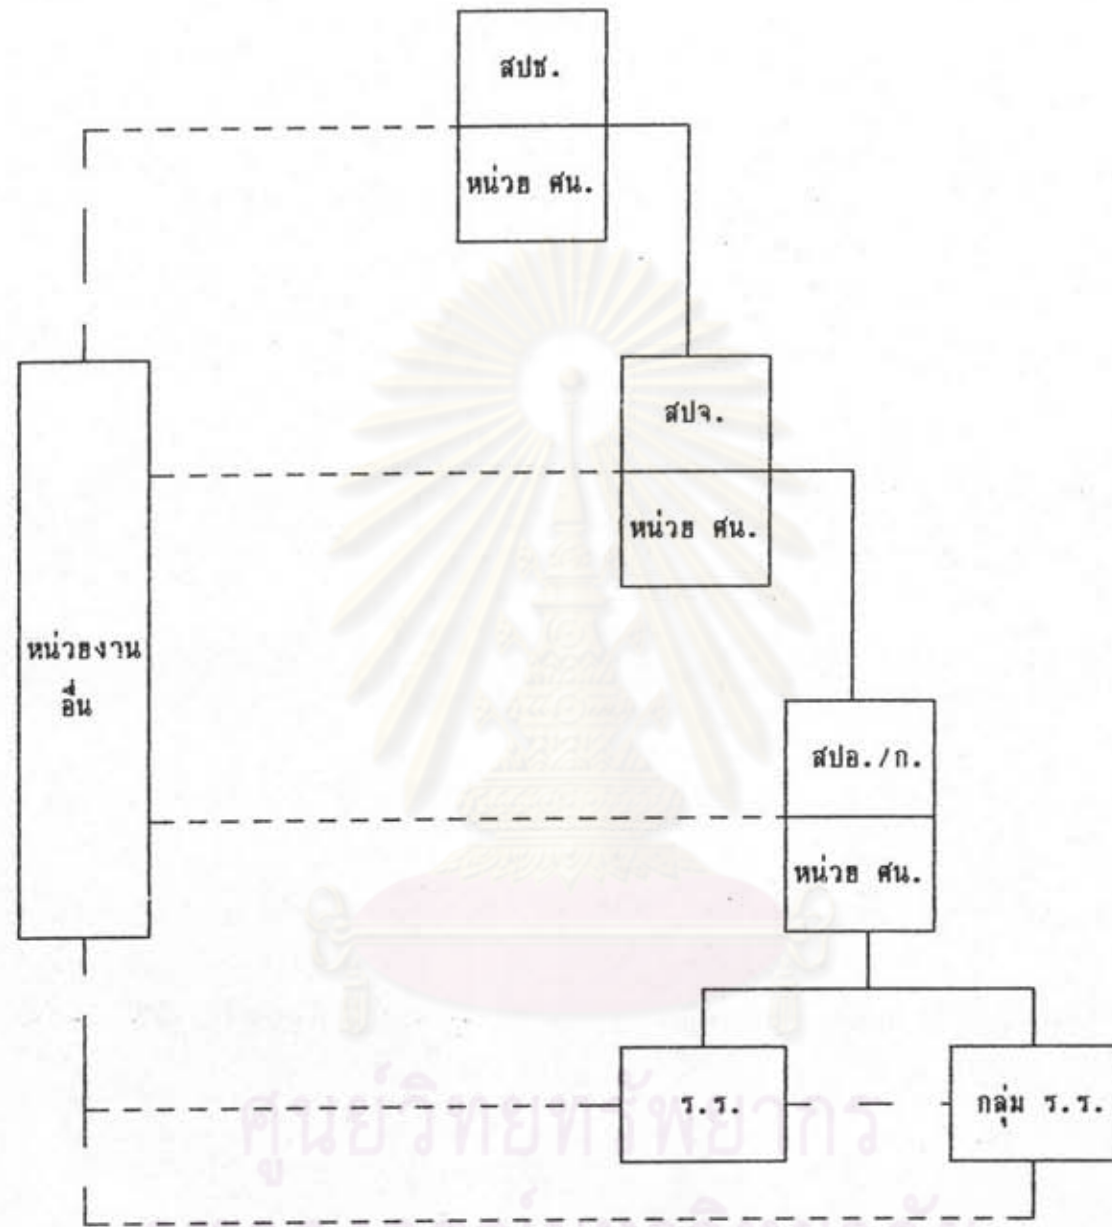 สปช.
หน่วย ศน.
สปจ.
หน่วย ศน.
หน่วยงาน
อื่น
สปอ./ก.
หน่วย ศน.
ร.ร.
กลุ่ม ร.ร.
ศูนย์วิทยทรัพยากร